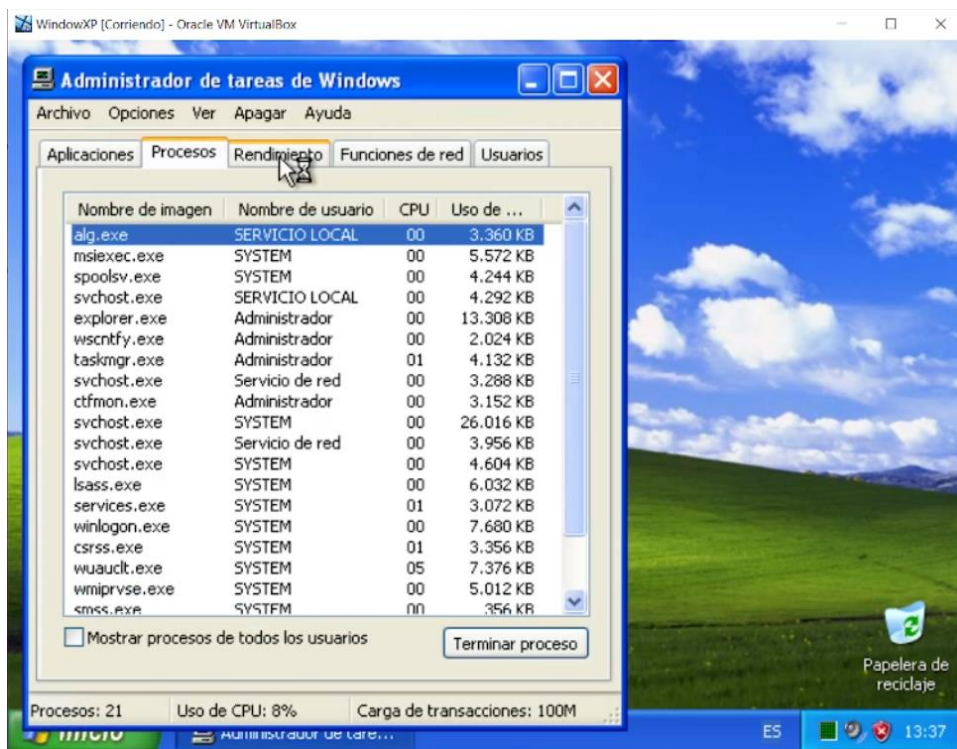 WindowXP [Corriendo] - Oracle VM VirtualBox
Administrador de tareas de Windows
Archivo Opciones Ver Apagar Ayuda
Aplicaciones Procesos Rendimiento Funciones de red Usuarios
Nombre de imagen Nombre de usuario CPU Uso de ...
alg.exe SERVICIO LOCAL 00 3.360 KB
msiexec.exe SYSTEM 00 5.572 KB
spoolsv.exe SYSTEM 00 4.244 KB
svchost.exe SERVICIO LOCAL 00 4.292 KB
explorer.exe Administrador 00 13.308 KB
wscntfy.exe Administrador 00 2.024 KB
taskmgr.exe Administrador 01 4.132 KB
svchost.exe Servicio de red 00 3.288 KB
ctfmon.exe Administrador 00 3.152 KB
svchost.exe SYSTEM 00 26.016 KB
svchost.exe Servicio de red 00 3.956 KB
svchost.exe SYSTEM 00 4.604 KB
lsass.exe SYSTEM 00 6.032 KB
services.exe SYSTEM 01 3.072 KB
winlogon.exe SYSTEM 00 7.680 KB
csrss.exe SYSTEM 01 3.356 KB
wuauclt.exe SYSTEM 05 7.376 KB
wmiprvse.exe SYSTEM 00 5.012 KB
smss.exe SYSTEM 00 356 KB
Mostrar procesos de todos los usuarios Terminar proceso
Papelera de
reciclaje
Procesos: 21 Uso de CPU: 8% Carga de transacciones: 100M
Inicio Administrador de tare... ES 13:37